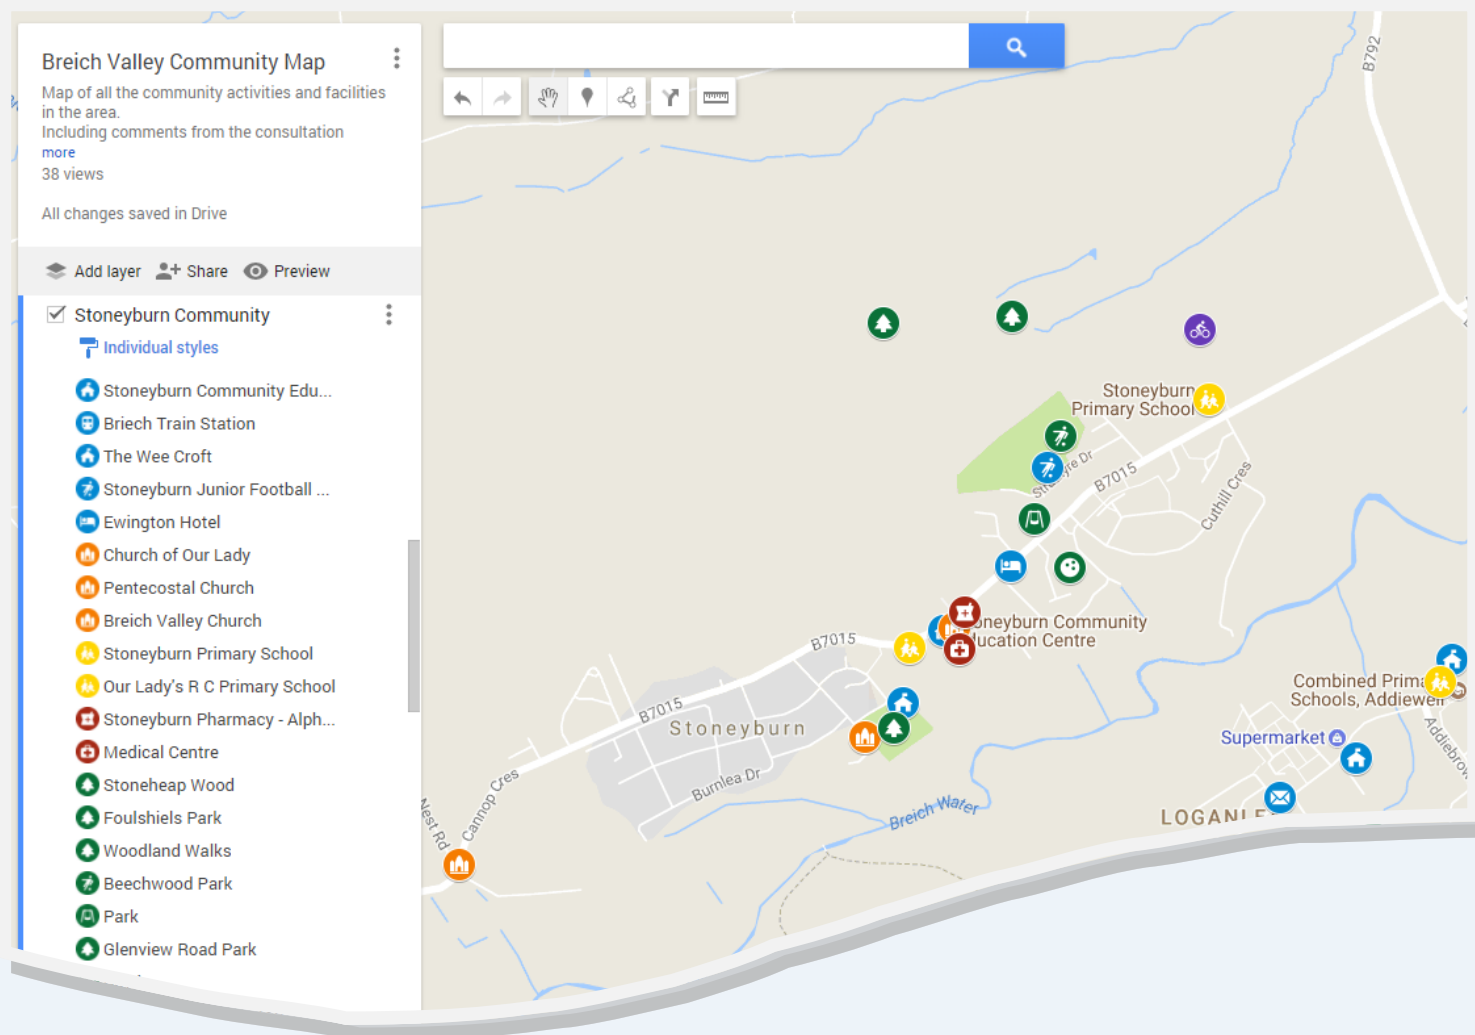 Breich Valley Community Map
Map of all the community activities and facilities
in the area.
Including comments from the consultation
more
38 views
All changes saved in Drive
Add layer
Share
Preview
Stoneyburn Community
Individual styles
Stoneyburn Community Edu...
Briech Train Station
The Wee Croft
Stoneyburn Junior Football ...
Ewington Hotel
Church of Our Lady
Pentecostal Church
Breich Valley Church
Stoneyburn Primary School
Our Lady's R C Primary School
Stoneyburn Pharmacy - Alph...
Medical Centre
Stoneheap Wood
Foulshiels Park
Woodland Walks
Beechwood Park
Park
Glenview Road Park
B792
Stoneyburn
Primary School
B7015
Cuthill Cres
oneyburn Community
ucation Centre
B7015
B7015
Stoneyburn
Burnlea Dr
Cannop Cres
Nest Rd
Breich Water
Combined Prima
Schools, Addiewell
Supermarket
Addiebro
LOGANLE